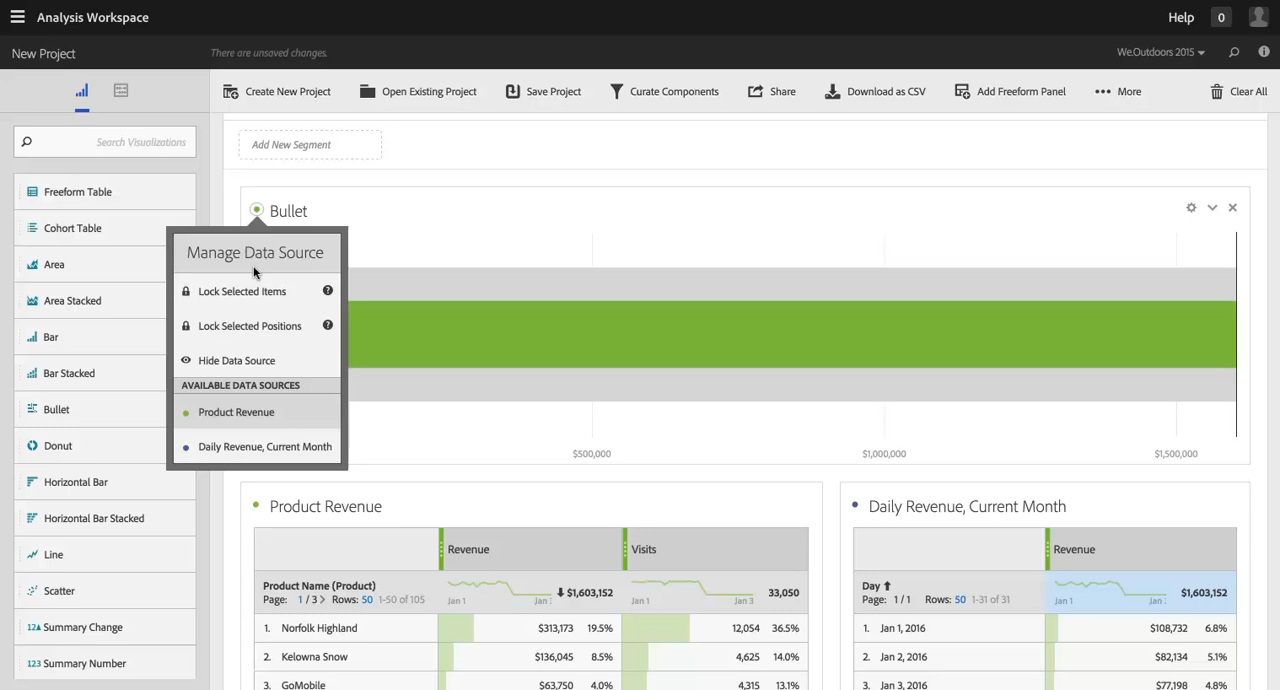 Analysis Workspace
Help
0
New Project
There are unsaved changes.
We.Outdoors 2015
Create New Project
Open Existing Project
Save Project
Curate Components
Share
Download as CSV
Add Freeform Panel
More
Clear All
Search Visualizations
Freeform Table
Cohort Table
Area
Area Stacked
Bar
Bar Stacked
Bullet
Donut
Horizontal Bar
Horizontal Bar Stacked
Line
Scatter
Summary Change
123 Summary Number
Add New Segment
Bullet
Manage Data Source
Lock Selected Items
Lock Selected Positions
Hide Data Source
AVAILABLE DATA SOURCES
Product Revenue
Daily Revenue, Current Month
$500,000 $1,000,000 $1,500,000
Product Revenue
Revenue Visits
Product Name (Product)
Page: 1 / 3 > Rows: 50 1-50 of 105
$1,603,152
33,050
Jan 1 Jan : Jan 1 Jan 3
1. Norfolk Highland $313,173 19.5% 12,054 36.5%
2. Kelowna Snow $136,045 8.5% 4,625 14.0%
3. GoMobile $63,750 4.0% 4,315 13.1%
Daily Revenue, Current Month
Revenue
Day
Page: 1 / 1 Rows: 50 1-31 of 31
$1,603,152
Jan 1 Jan :
1. Jan 1, 2016 $108,732 6.8%
2. Jan 2, 2016 $82,134 5.1%
3. Jan 3, 2016 $77,198 4.8%